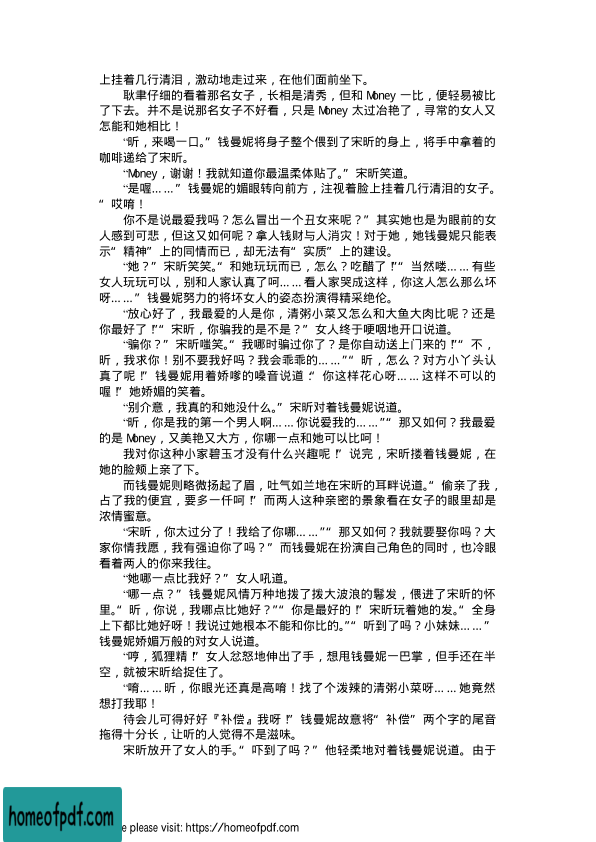 上挂着几行清泪，激动地走过来，在他们面前坐下。
耿聿仔细的看着那名女子，长相是清秀，但和 Money 一比，便轻易被比
了下去。并不是说那名女子不好看，只是 Money 太过冶艳了，寻常的女人又
怎能和她相比！
“昕，来喝一口。”钱曼妮将身子整个偎到了宋昕的身上，将手中拿着的
咖啡递给了宋昕。
“Money，谢谢！我就知道你最温柔体贴了。”宋昕笑道。
“是喔……”钱曼妮的媚眼转向前方，注视着脸上挂着几行清泪的女子。
“哎唷！
你不是说最爱我吗？怎么冒出一个丑女来呢？”其实她也是为眼前的女
人感到可悲，但这又如何呢？拿人钱财与人消灾！对于她，她钱曼妮只能表
示“精神”上的同情而已，却无法有“实质”上的建设。
“她？”宋昕笑笑。“和她玩玩而已，怎么？吃醋了！”“当然喽……有些
女人玩玩可以，别和人家认真了呵……看人家哭成这样，你这人怎么那么坏
呀……”钱曼妮努力的将坏女人的姿态扮演得精采绝伦。
“放心好了，我最爱的人是你，清粥小菜又怎么和大鱼大肉比呢？还是
你最好了！”“宋昕，你骗我的是不是？”女人终于哽咽地开口说道。
“骗你？”宋昕嗤笑。“我哪时骗过你了？是你自动送上门来的！”“不，
昕，我求你！别不要我好吗？我会乖乖的……”“昕，怎么？对方小丫头认
真了呢！”钱曼妮用着娇嗲的嗓音说道：“你这样花心呀……这样不可以的
喔！”她娇媚的笑着。
“别介意，我真的和她没什么。”宋昕对着钱曼妮说道。
“昕，你是我的第一个男人啊……你说爱我的……”“那又如何？我最爱
的是 Money，又美艳又大方，你哪一点和她可以比呵！
我对你这种小家碧玉才没有什么兴趣呢！”说完，宋昕搂着钱曼妮，在
她的脸颊上亲了下。
而钱曼妮则略微扬起了眉，吐气如兰地在宋昕的耳畔说道。“偷亲了我，
占了我的便宜，要多一仟呵！”而两人这种亲密的景象看在女子的眼里却是
浓情蜜意。
“宋昕，你太过分了！我给了你哪……”“那又如何？我就要娶你吗？大
家你情我愿，我有强迫你了吗？”而钱曼妮在扮演自己角色的同时，也冷眼
看着两人的你来我往。
“她哪一点比我好？”女人吼道。
“哪一点？”钱曼妮风情万种地拨了拨大波浪的鬈发，偎进了宋昕的怀
里。“昕，你说，我哪点比她好？”“你是最好的！”宋昕玩着她的发。“全身
上下都比她好呀！我说过她根本不能和你比的。”“听到了吗？小妹妹……”
钱曼妮娇媚万般的对女人说道。
“哼，狐狸精！”女人忿怒地伸出了手，想甩钱曼妮一巴掌，但手还在半
空，就被宋昕给捉住了。
“唷……昕，你眼光还真是高唷！找了个泼辣的清粥小菜呀……她竟然
想打我耶！
待会儿可得好好『补偿』我呀！”钱曼妮故意将“补偿”两个字的尾音
拖得十分长，让听的人觉得不是滋味。
宋昕放开了女人的手。“吓到了吗？”他轻柔地对着钱曼妮说道。由于
homeofpdf.com
e please visit: https://homeofpdf.com